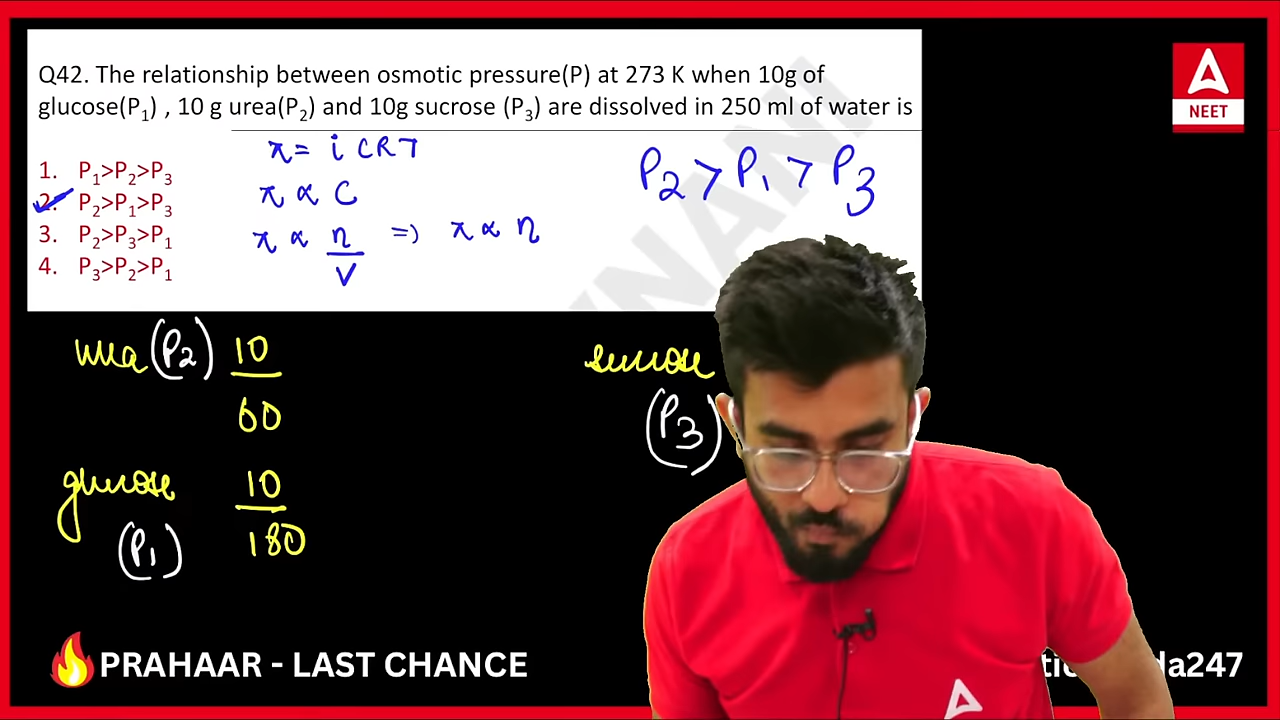 Q42. The relationship between osmotic pressure(P) at 273 K when 10g of
glucose(P₁) , 10 g urea(P₂) and 10g sucrose (P₃) are dissolved in 250 ml of water is
1. P₁>P₂>P₃
2. P₂>P₁>P₃
3. P₂>P₃>P₁
4. P₃>P₂>P₁
π = i CRT
π ∝ C
π ∝ n/V => π ∝ n
P₂ > P₁ > P₃
NEET
urea (P₂) 10/60
glucose 10/180
(P₁)
sucrose
(P₃)
PRAHAAR - LAST CHANCE